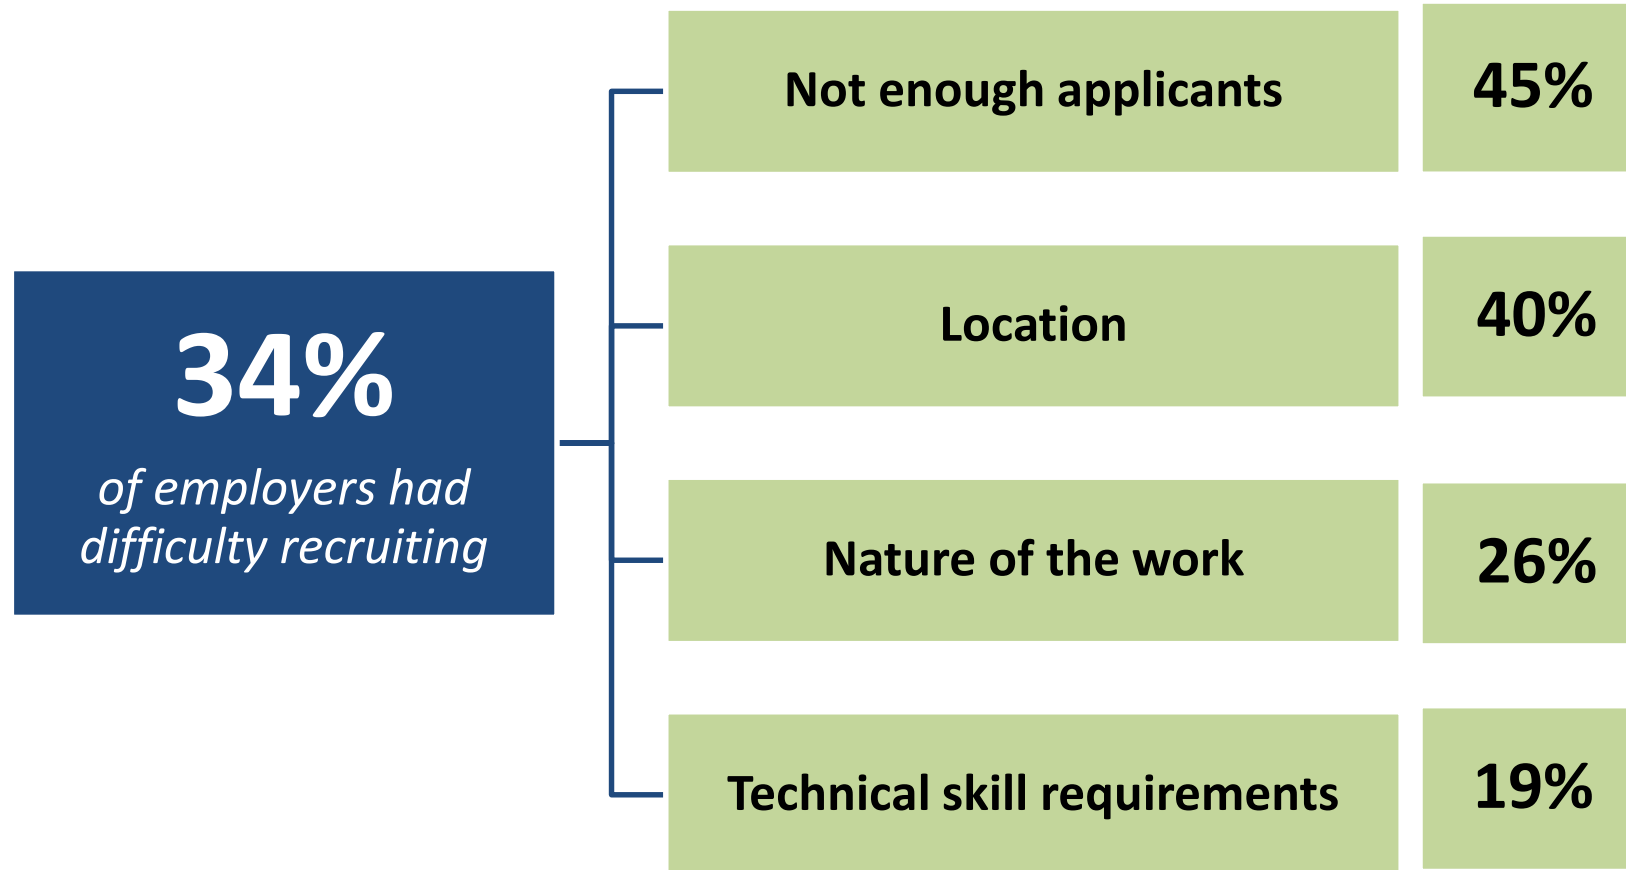 34%
of employers had
difficulty recruiting
Not enough applicants
45%
Location
40%
Nature of the work
26%
Technical skill requirements
19%